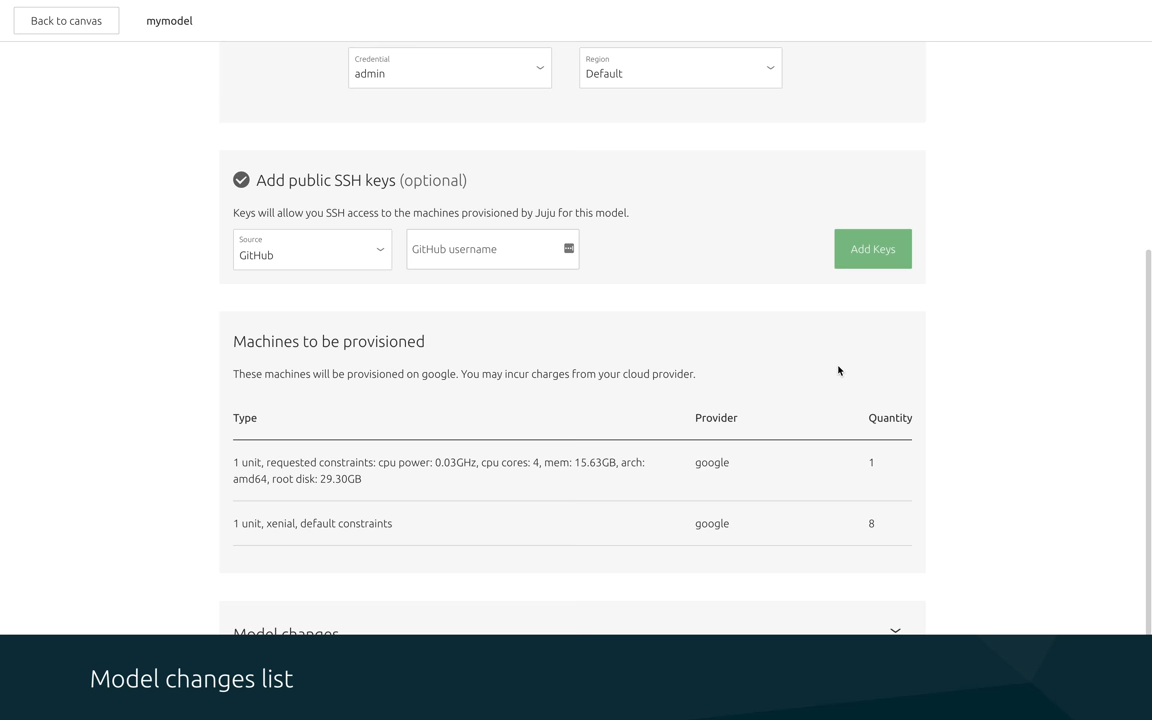 Back to canvas
mymodel
Credential
admin
Region
Default
Add public SSH keys (optional)
Keys will allow you SSH access to the machines provisioned by Juju for this model.
Source
GitHub
GitHub username
Add Keys
Machines to be provisioned
These machines will be provisioned on google. You may incur charges from your cloud provider.
Type Provider Quantity
1 unit, requested constraints: cpu power: 0.03GHz, cpu cores: 4, mem: 15.63GB, arch: google 1
amd64, root disk: 29.30GB
1 unit, xenial, default constraints google 8
Model changes
Model changes list